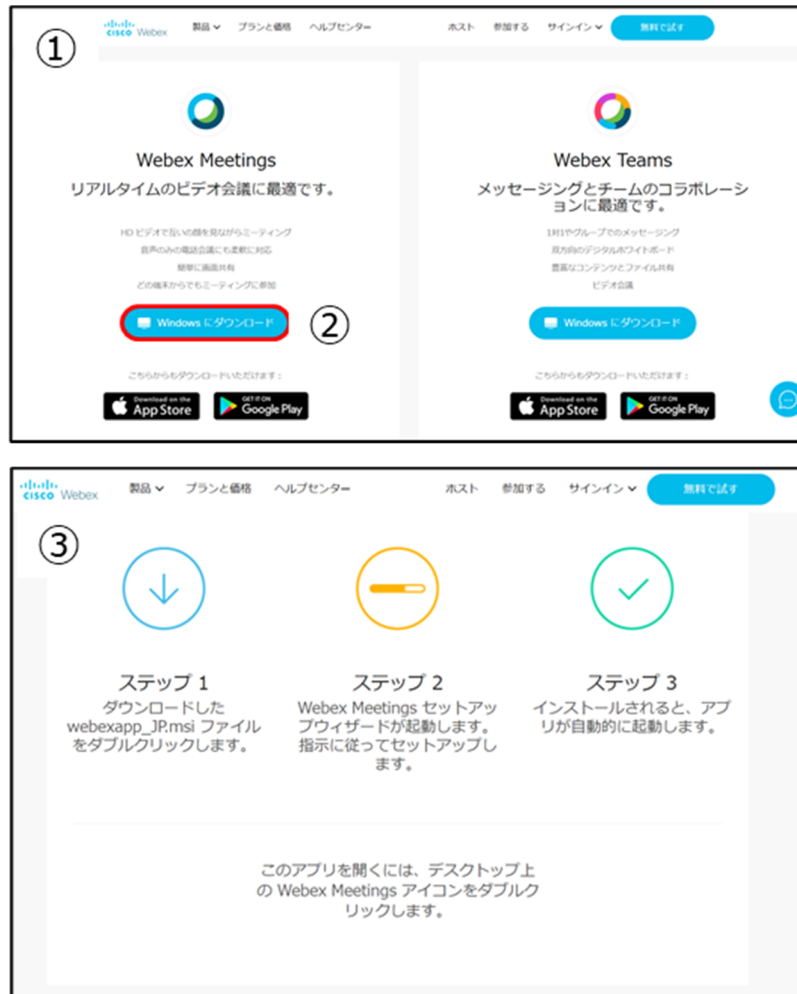 ①
CISCO Webex 製品 プランと価格 ヘルプセンター ホスト 参加する サインイン 無料で試す
Webex Meetings
リアルタイムのビデオ会議に最適です。
HD ビデオで互いの顔を見ながらミーティング
音声のみの電話会議にも柔軟に対応
簡単に画面共有
どの端末からでもミーティングに参加
Windows にダウンロード
②
こちらからもダウンロードいただけます：
Download on the
App Store
GET IT ON
Google Play
Webex Teams
メッセージングとチームのコラボレーシ
ョンに最適です。
1対1やグループでのメッセージング
双方向のデジタルホワイトボード
豊富なコンテンツとファイル共有
ビデオ会議
Windows にダウンロード
こちらからもダウンロードいただけます：
Download on the
App Store
GET IT ON
Google Play
CISCO Webex 製品 プランと価格 ヘルプセンター ホスト 参加する サインイン 無料で試す
③
ステップ 1
ダウンロードした
webexapp_JP.msi ファイル
をダブルクリックします。
ステップ 2
Webex Meetings セットアッ
プウィザードが起動します。
指示に従ってセットアップし
ます。
ステップ 3
インストールされると、アプ
リが自動的に起動します。
このアプリを開くには、デスクトップ上
の Webex Meetings アイコンをダブルク
リックします。